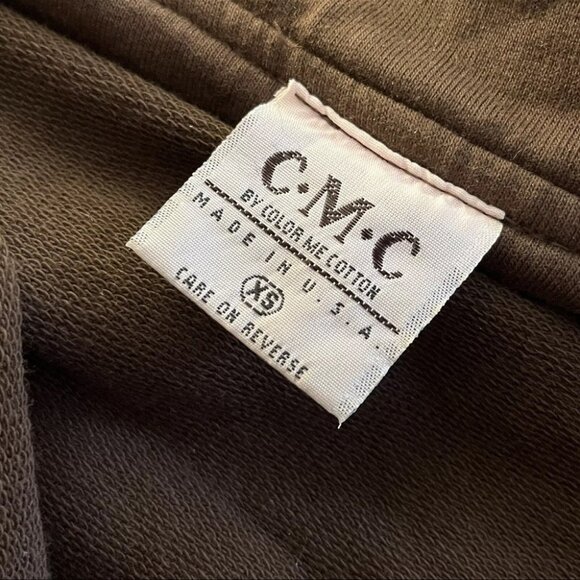 C·M·C
BY COLOR ME COTTON
MADE IN U.S.A.
XS
CARE ON REVERSE